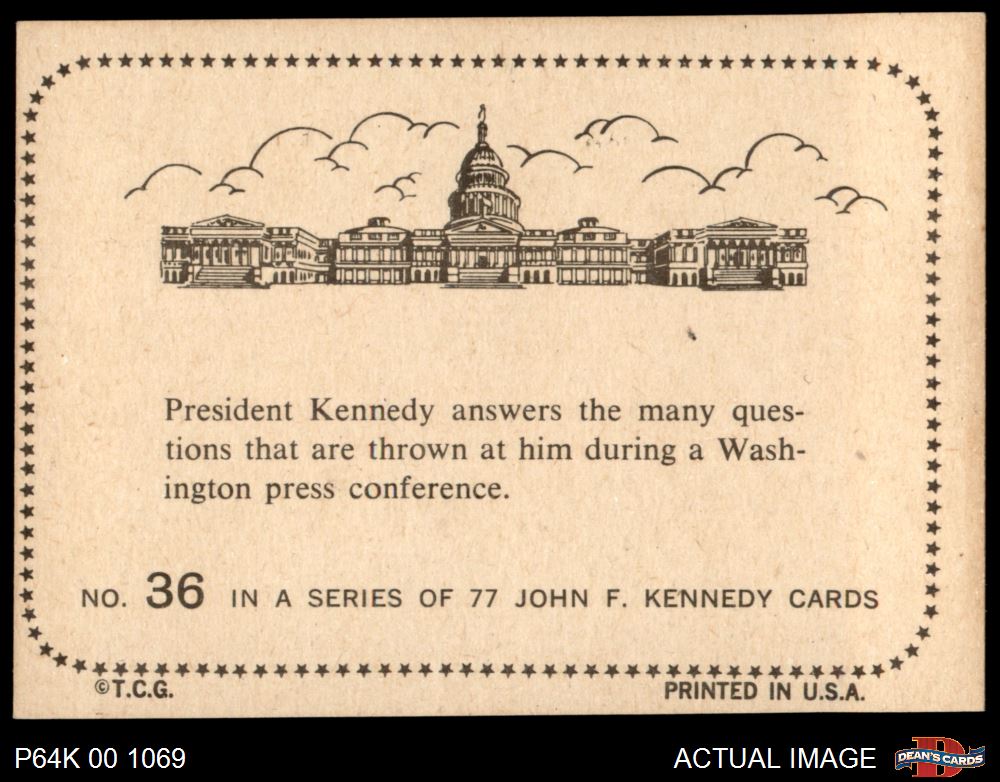 President Kennedy answers the many ques-
tions that are thrown at him during a Wash-
ington press conference.
NO. 36 IN A SERIES OF 77 JOHN F. KENNEDY CARDS
©T.C.G. PRINTED IN U.S.A.
P64K 00 1069 ACTUAL IMAGE DEAN'S CARDS